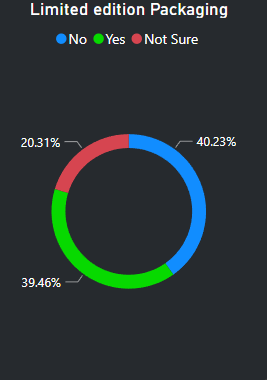 Limited edition Packaging
No Yes Not Sure
20.31% 40.23%
39.46%